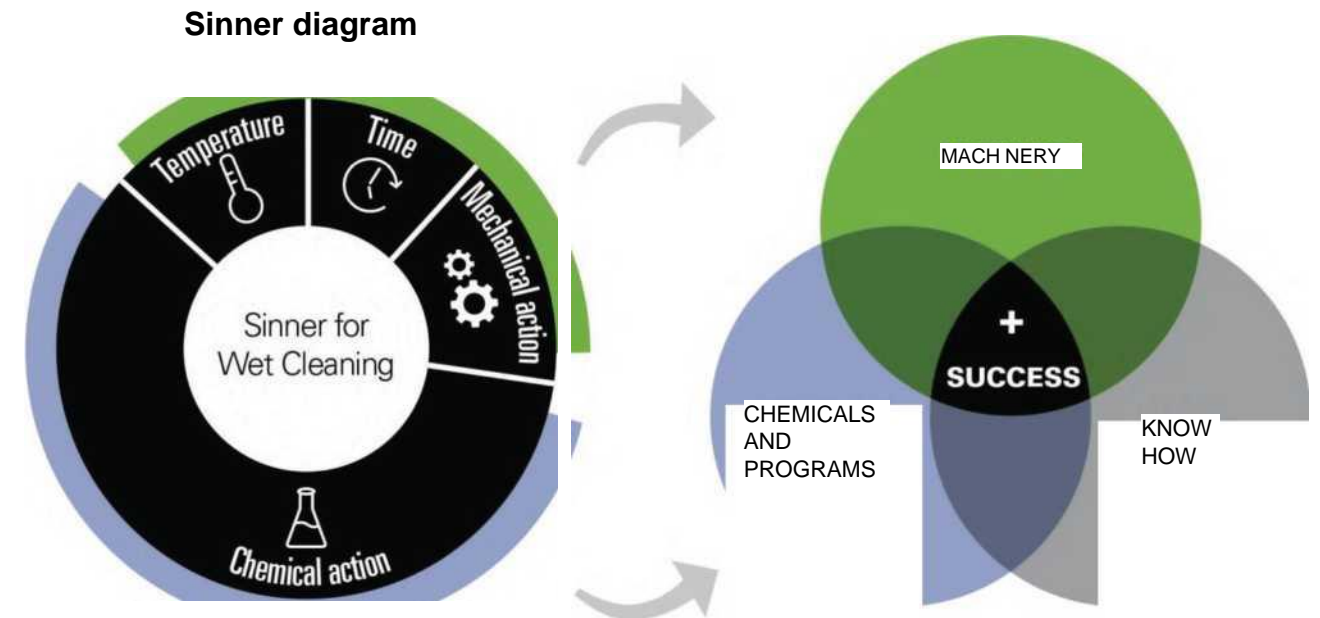 Sinner diagram
Temperature
Time
Mechanical action
Sinner for
Wet Cleaning
Chemical action
MACH NERY
+
SUCCESS
CHEMICALS
AND
PROGRAMS
KNOW
HOW